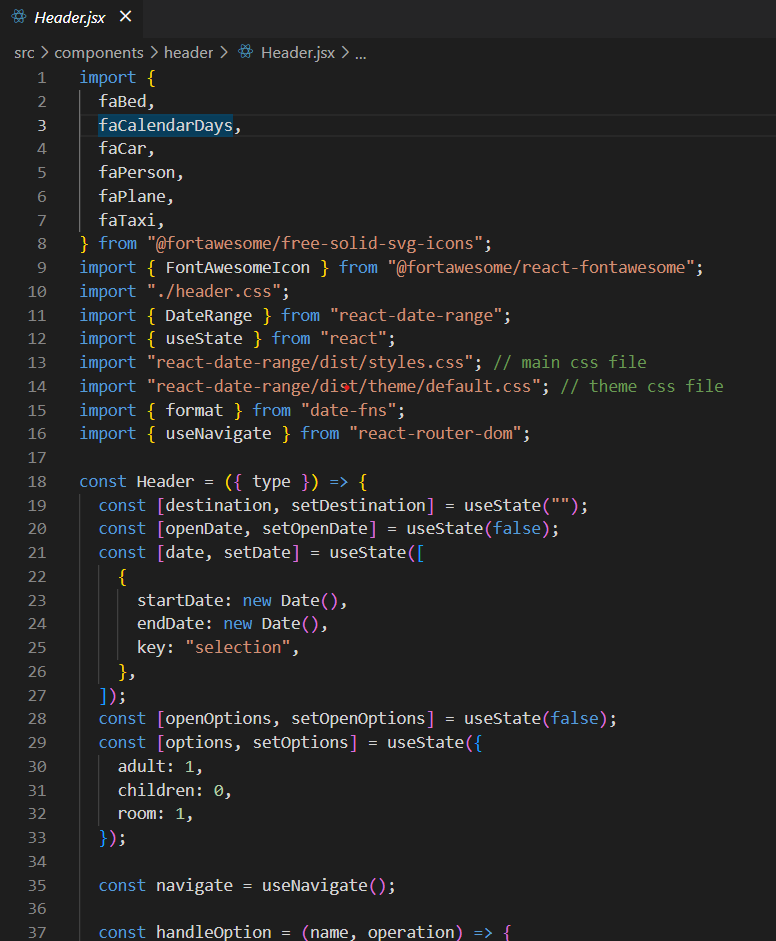 Header.jsx ×
src > components > header > Header.jsx > ...
1 import {
2   faBed,
3   faCalendarDays,
4   faCar,
5   faPerson,
6   faPlane,
7   faTaxi,
8 } from "@fortawesome/free-solid-svg-icons";
9 import { FontAwesomeIcon } from "@fortawesome/react-fontawesome";
10 import "./header.css";
11 import { DateRange } from "react-date-range";
12 import { useState } from "react";
13 import "react-date-range/dist/styles.css"; // main css file
14 import "react-date-range/dist/theme/default.css"; // theme css file
15 import { format } from "date-fns";
16 import { useNavigate } from "react-router-dom";
17
18 const Header = ({ type }) => {
19   const [destination, setDestination] = useState("");
20   const [openDate, setOpenDate] = useState(false);
21   const [date, setDate] = useState([
22     {
23       startDate: new Date(),
24       endDate: new Date(),
25       key: "selection",
26     },
27   ]);
28   const [openOptions, setOpenOptions] = useState(false);
29   const [options, setOptions] = useState({
30     adult: 1,
31     children: 0,
32     room: 1,
33   });
34
35   const navigate = useNavigate();
36
37   const handleOption = (name, operation) => {